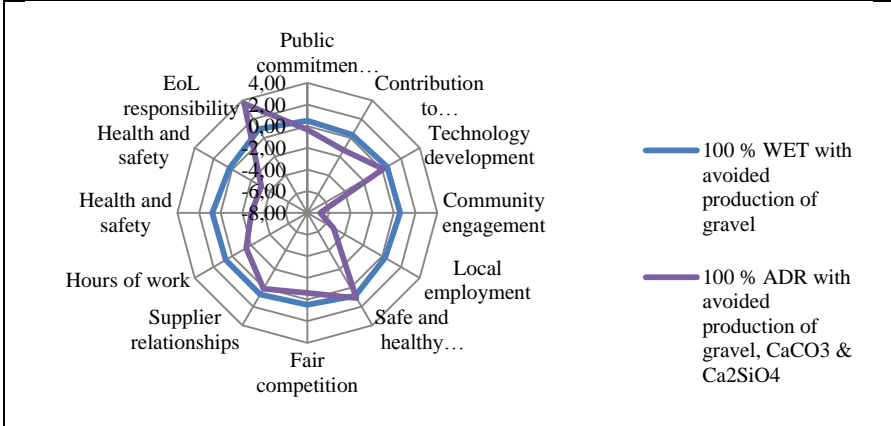 Public
commitmen…
Contribution
to…
Technology
development
Community
engagement
Local
employment
Safe and
healthy…
Fair
competition
Supplier
relationships
Hours of work
Health and
safety
Health and
safety
EoL
responsibility
4,00
2,00
0,00
-2,00
-4,00
-6,00
-8,00
100 % WET with
avoided
production of
gravel
100 % ADR with
avoided
production of
gravel, CaCO3 &
Ca2SiO4